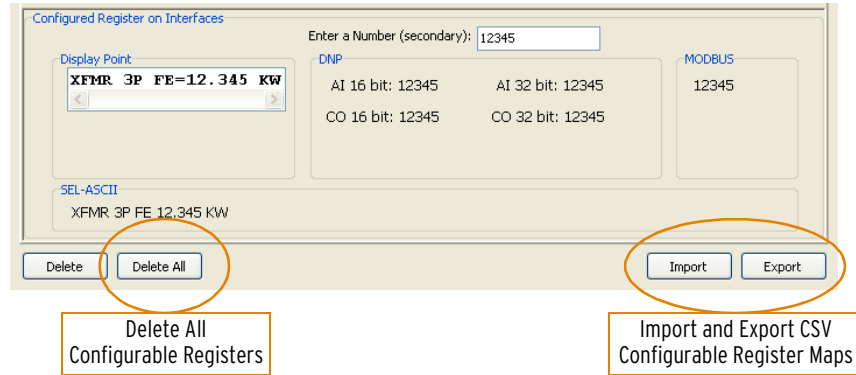 Configured Register on Interfaces
Enter a Number (secondary): 12345
Display Point
XFMR 3P FE=12.345 KW
DNP
AI 16 bit: 12345 AI 32 bit: 12345
CO 16 bit: 12345 CO 32 bit: 12345
MODBUS
12345
SEL-ASCII
XFMR 3P FE 12.345 KW
Delete Delete All Import Export
Delete All
Configurable Registers
Import and Export CSV
Configurable Register Maps